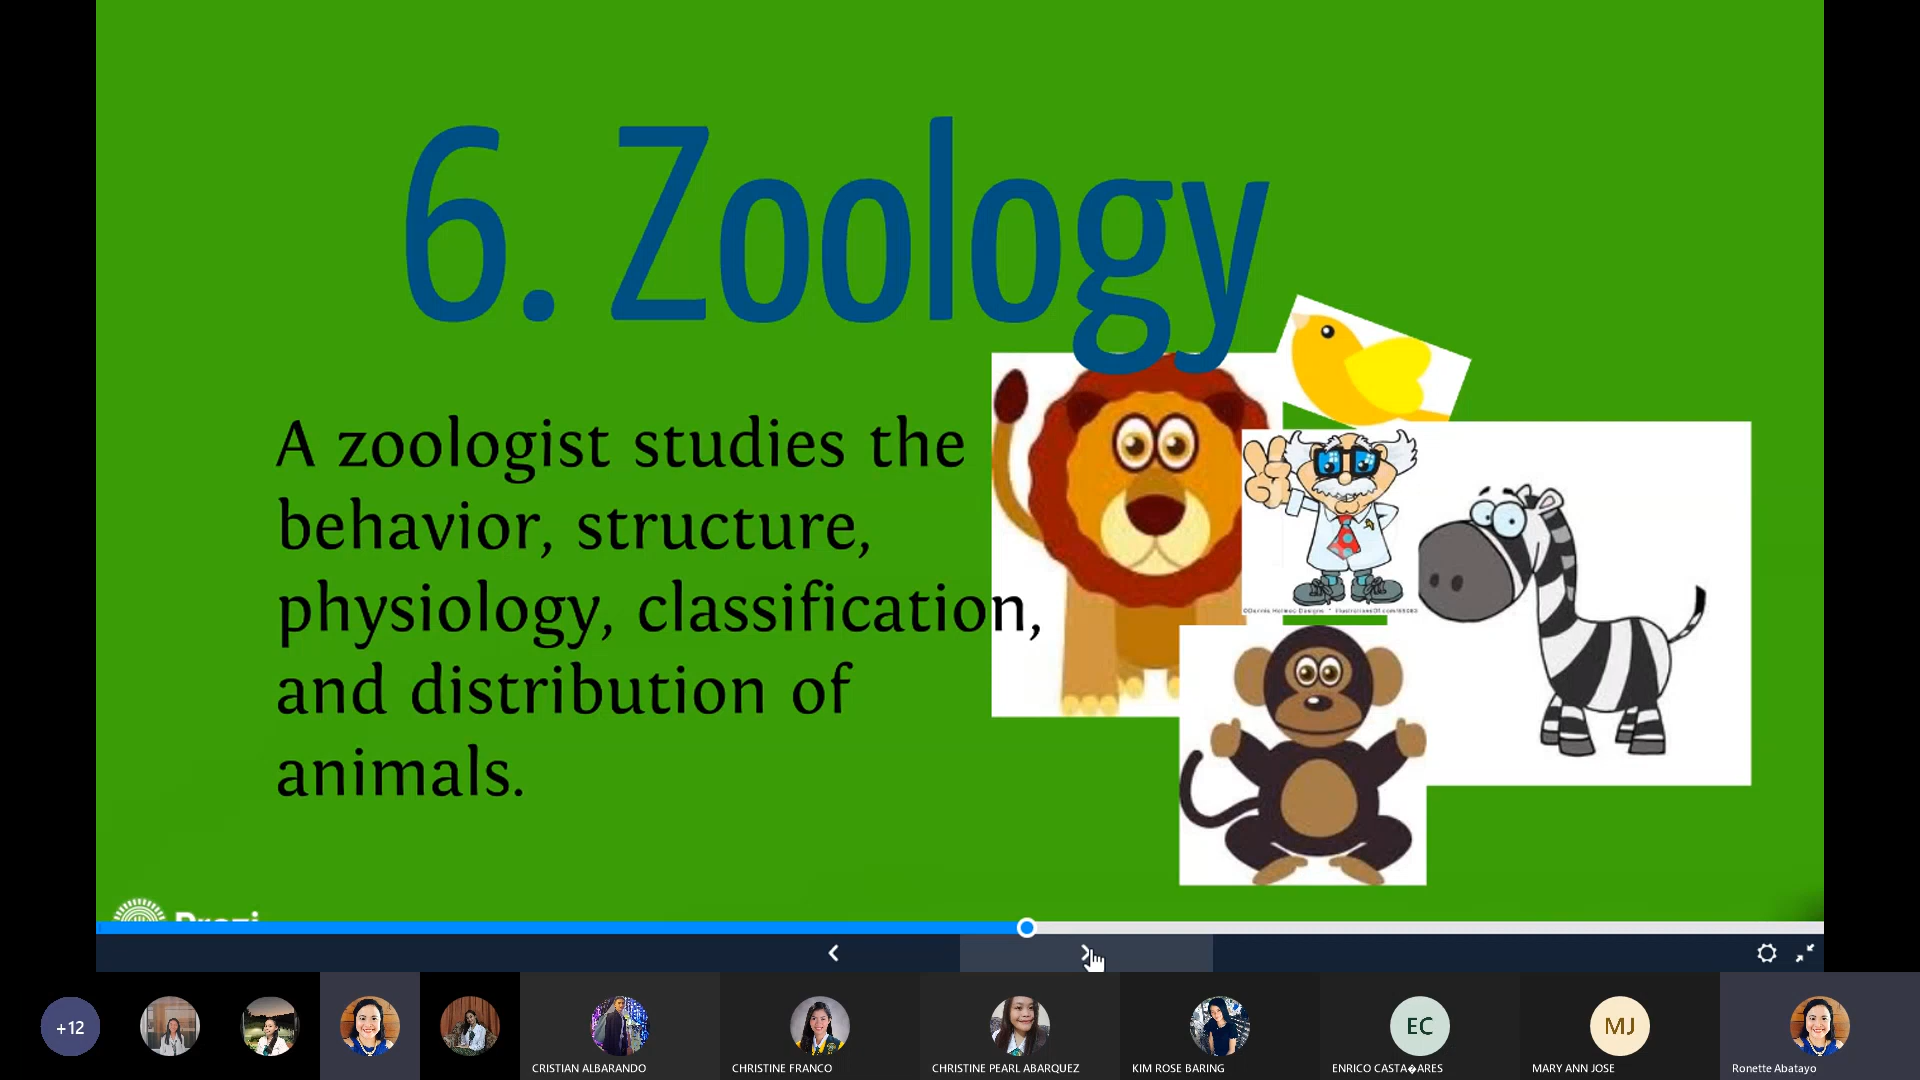 6. Zoology
A zoologist studies the
behavior, structure,
physiology, classification,
and distribution of
animals.
Prezi
+12
CRISTIAN ALBARANDO
CHRISTINE FRANCO
CHRISTINE PEARL ABARQUEZ
KIM ROSE BARING
EC
ENRICO CASTA�ARES
MJ
MARY ANN JOSE
Ronette Abatayo